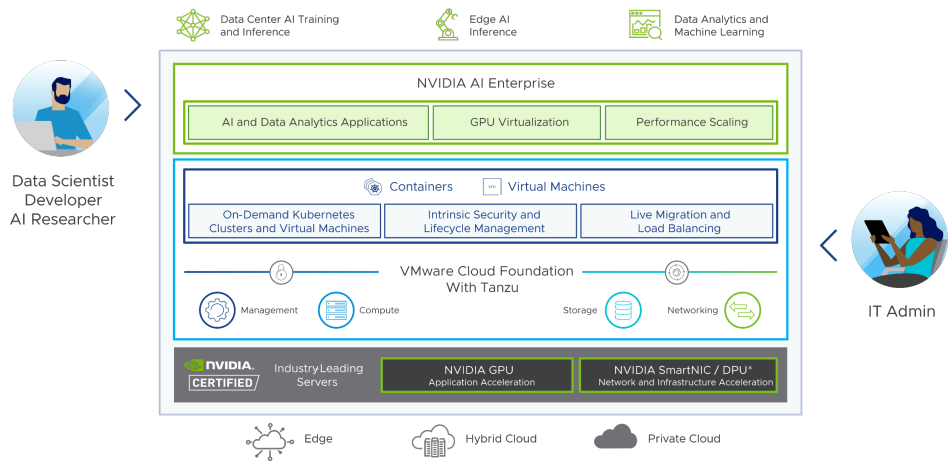 Data Center AI Training
and Inference
Edge AI
Inference
Data Analytics and
Machine Learning
NVIDIA AI Enterprise
AI and Data Analytics Applications
GPU Virtualization
Performance Scaling
Data Scientist
Developer
AI Researcher
Containers
vm
Virtual Machines
On-Demand Kubernetes
Clusters and Virtual Machines
Intrinsic Security and
Lifecycle Management
Live Migration and
Load Balancing
VMware Cloud Foundation
With Tanzu
Management
Compute
Storage
Networking
IT Admin
NVIDIA.
CERTIFIED
Industry-Leading
Servers
NVIDIA GPU
Application Acceleration
NVIDIA SmartNIC / DPU*
Network and Infrastructure Acceleration
Edge
Hybrid Cloud
Private Cloud